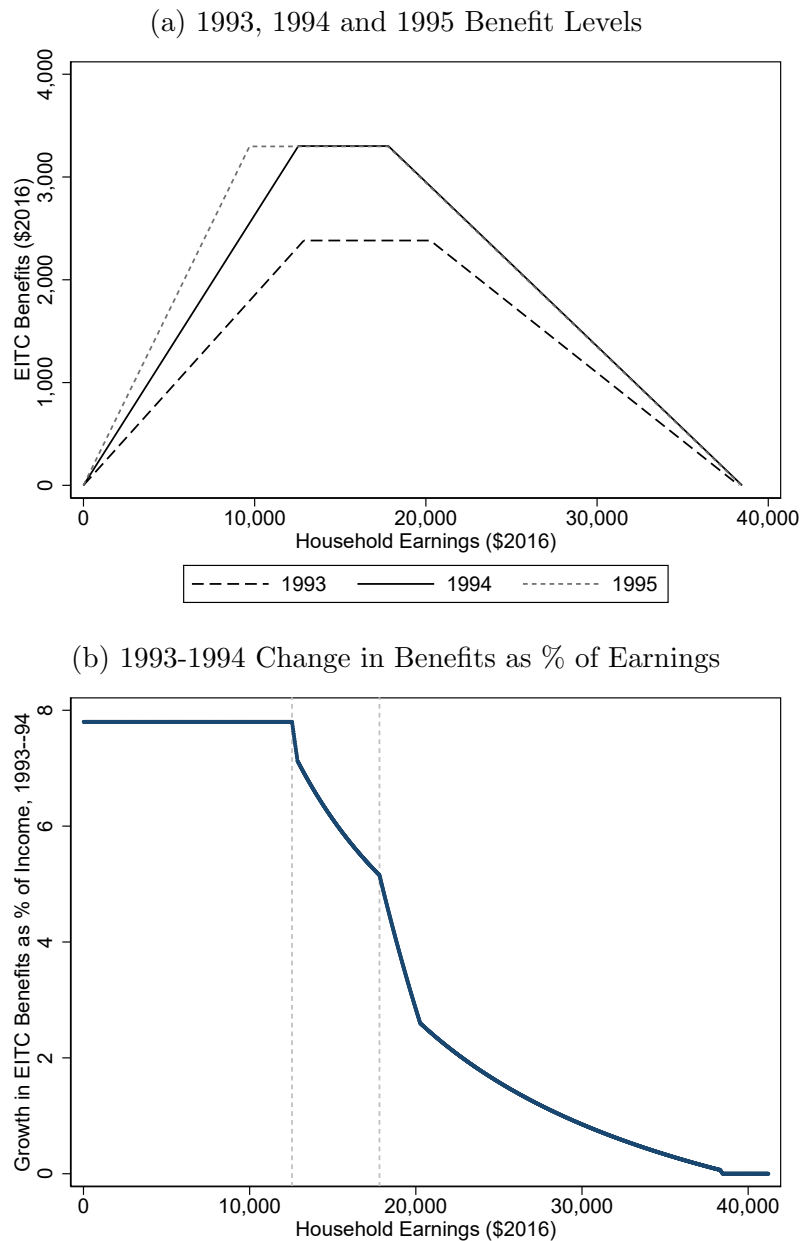 (a) 1993, 1994 and 1995 Benefit Levels
EITC Benefits ($2016)
4,000
3,000
2,000
1,000
0
0 10,000 20,000 30,000 40,000
Household Earnings ($2016)
1993 1994 1995
(b) 1993-1994 Change in Benefits as % of Earnings
Growth in EITC Benefits as % of Income, 1993--94
8
6
4
2
0
0 10,000 20,000 30,000 40,000
Household Earnings ($2016)